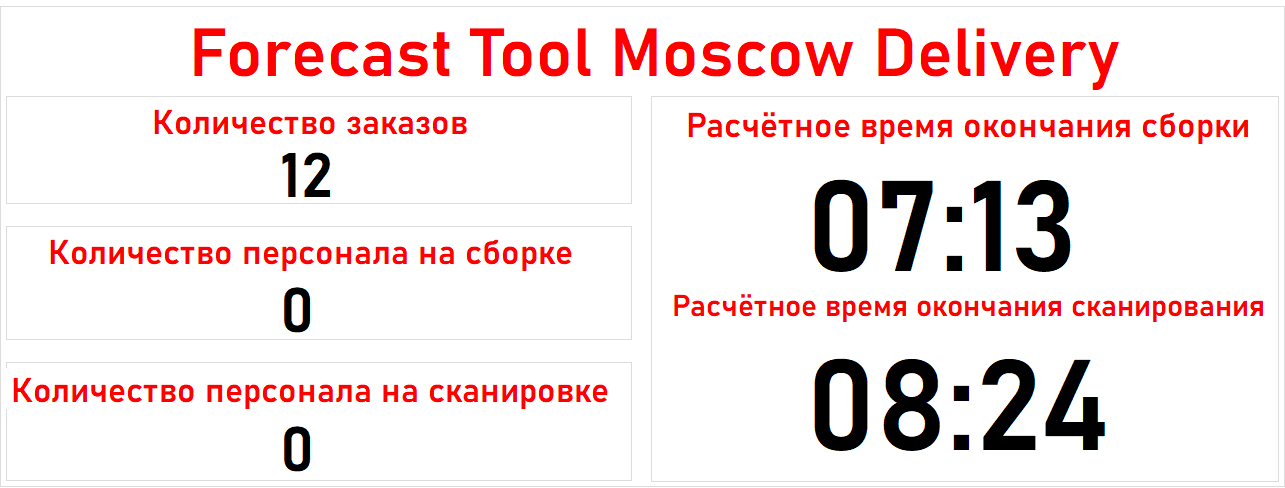 Forecast Tool Moscow Delivery
Количество заказов
12
Количество персонала на сборке
0
Количество персонала на сканировке
0
Расчётное время окончания сборки
07:13
Расчётное время окончания сканирования
08:24